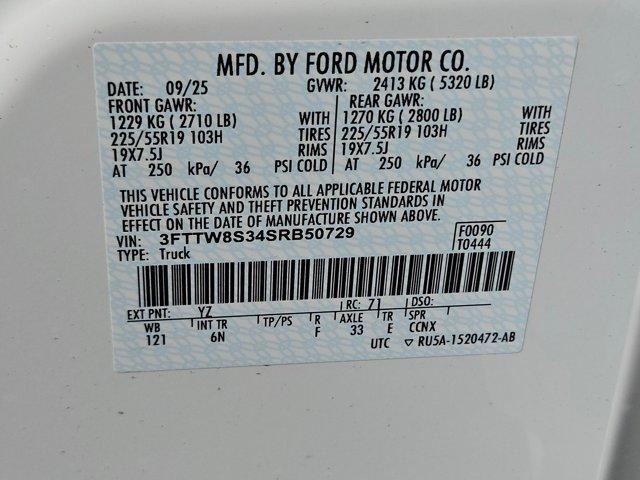 MFD. BY FORD MOTOR CO.
DATE: 09/25 GVWR: 2413 KG ( 5320 LB)
FRONT GAWR: REAR GAWR:
1229 KG ( 2710 LB) WITH 1270 KG ( 2800 LB) WITH
225/55R19 103H TIRES 225/55R19 103H TIRES
19X7.5J RIMS 19X7.5J RIMS
AT 250 kPa/ 36 PSI COLD AT 250 kPa/ 36 PSI COLD
THIS VEHICLE CONFORMS TO ALL APPLICABLE FEDERAL MOTOR
VEHICLE SAFETY AND THEFT PREVENTION STANDARDS IN
EFFECT ON THE DATE OF MANUFACTURE SHOWN ABOVE.
VIN: 3FTTW8S34SRB50729 F0090
TYPE: Truck T0444
EXT PNT: YZ RC: 71 DSO:
WB INT TR TP/PS R AXLE TR SPR
121 6N F 33 E CCNX
UTC ▽ RU5A-1520472-AB